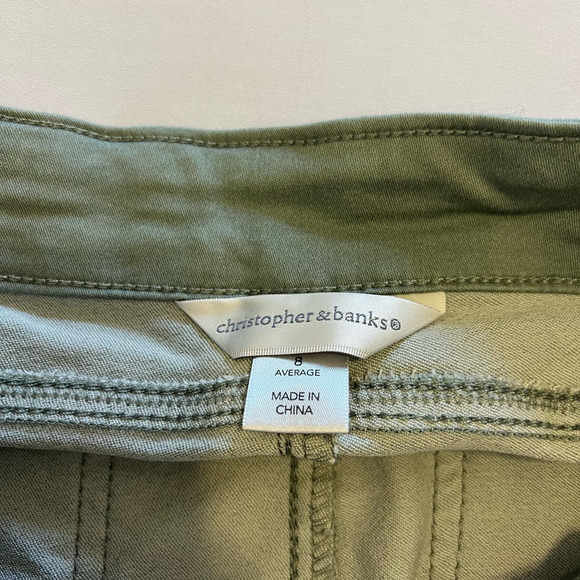 christopher & banks®
8
AVERAGE
MADE IN
CHINA